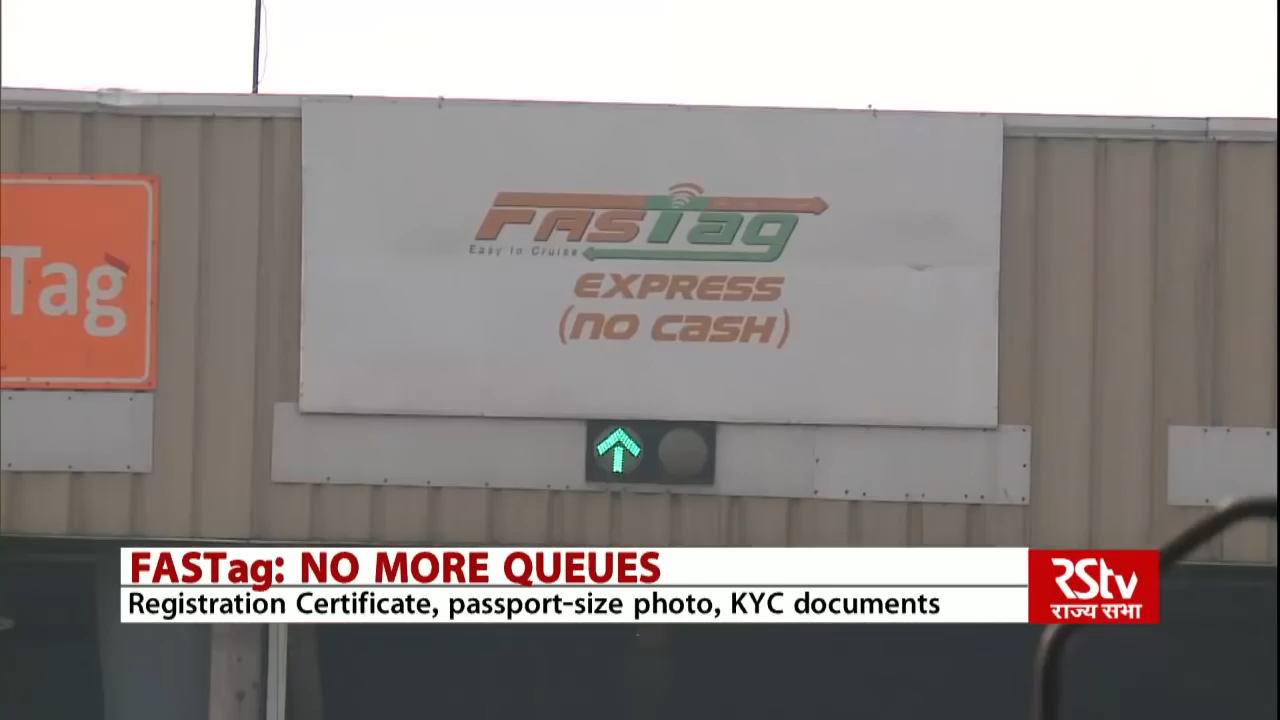 Tag
FASTag
Easy in Cruise
EXPRESS
(NO CASH)
FASTag: NO MORE QUEUES
Registration Certificate, passport-size photo, KYC documents
RStv
राज्य सभा